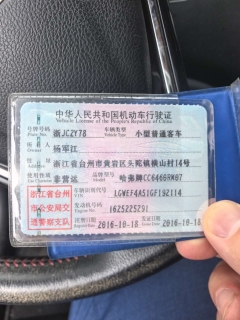 中华人民共和国机动车行驶证
Vehicle License of the People's Republic of China
号牌号码 浙JC2Y78 车辆类型 小型普通客车
Plate No. Vehicle Type
所有人 杨军江
Owner
住址 浙江省台州市黄岩区头陀镇横山村14号
Address
使用性质 非营运 品牌型号 哈弗牌CC6466RM07
Use Character Model
浙江省台州市公安局交通警察支队
车辆识别代号 LGWEF4A51GF192114
VIN
发动机号码 1625225791
Engine No.
注册日期 2016-10-18 发证日期 2016-10-18
Register Date Issue Date